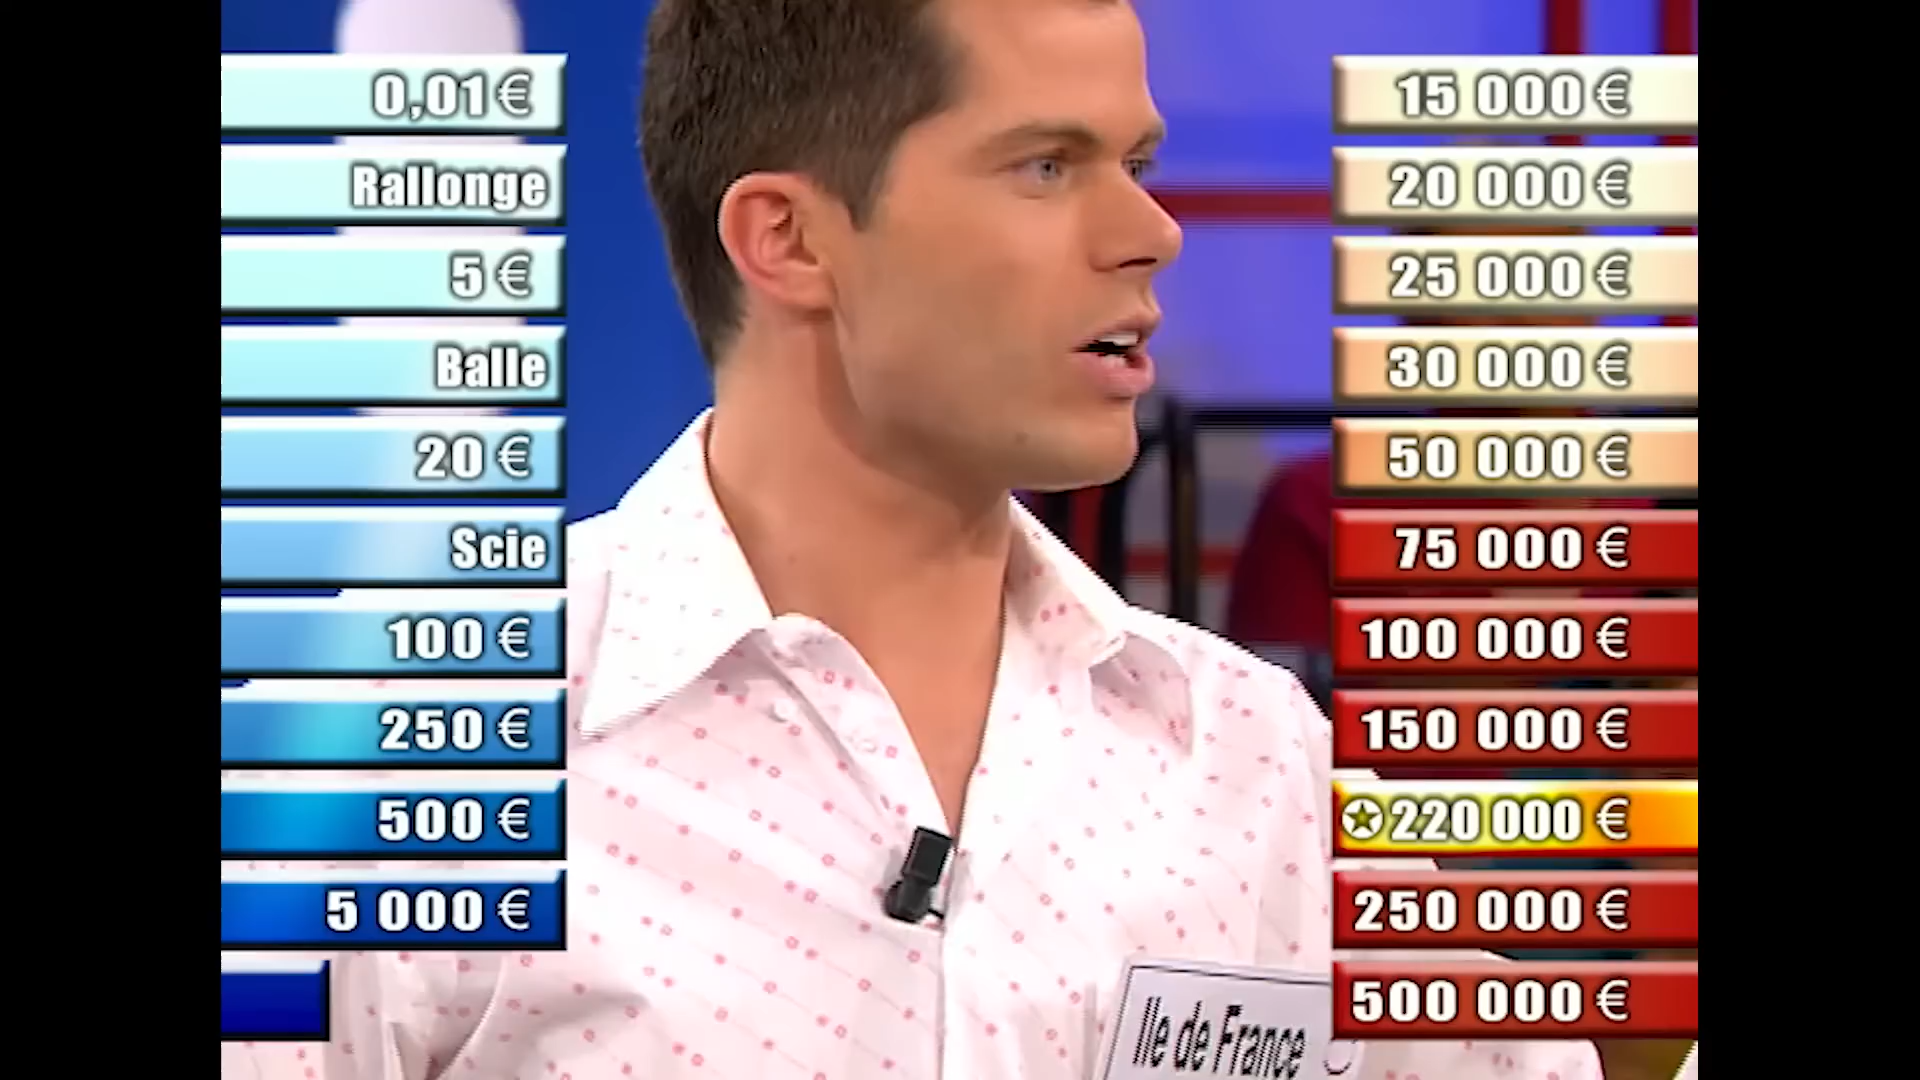 0,01 €
Rallonge
5 €
Balle
20 €
Scie
100 €
250 €
500 €
5 000 €
15 000 €
20 000 €
25 000 €
30 000 €
50 000 €
75 000 €
100 000 €
150 000 €
220 000 €
250 000 €
500 000 €
Ile de France